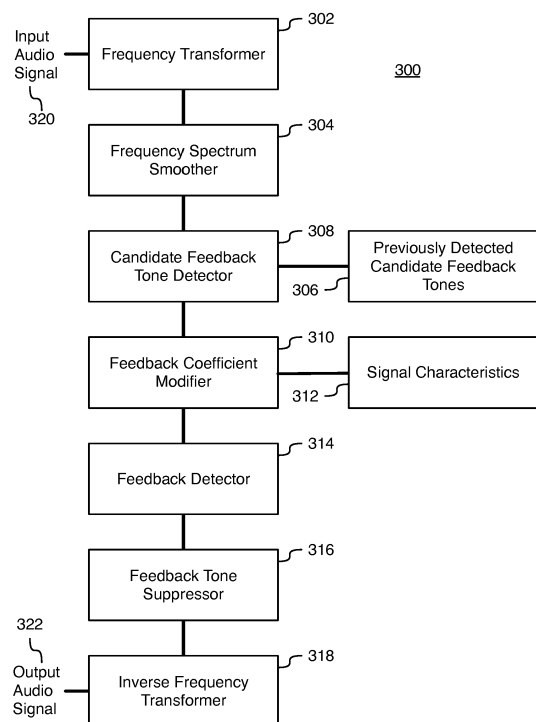 302
Input
Audio
Signal
Frequency Transformer
300
320
304
Frequency Spectrum
Smoother
308
Candidate Feedback
Tone Detector
Previously Detected
Candidate Feedback
Tones
306
310
Feedback Coefficient
Modifier
Signal Characteristics
312
314
Feedback Detector
316
Feedback Tone
Suppressor
322
318
Output
Audio
Signal
Inverse Frequency
Transformer